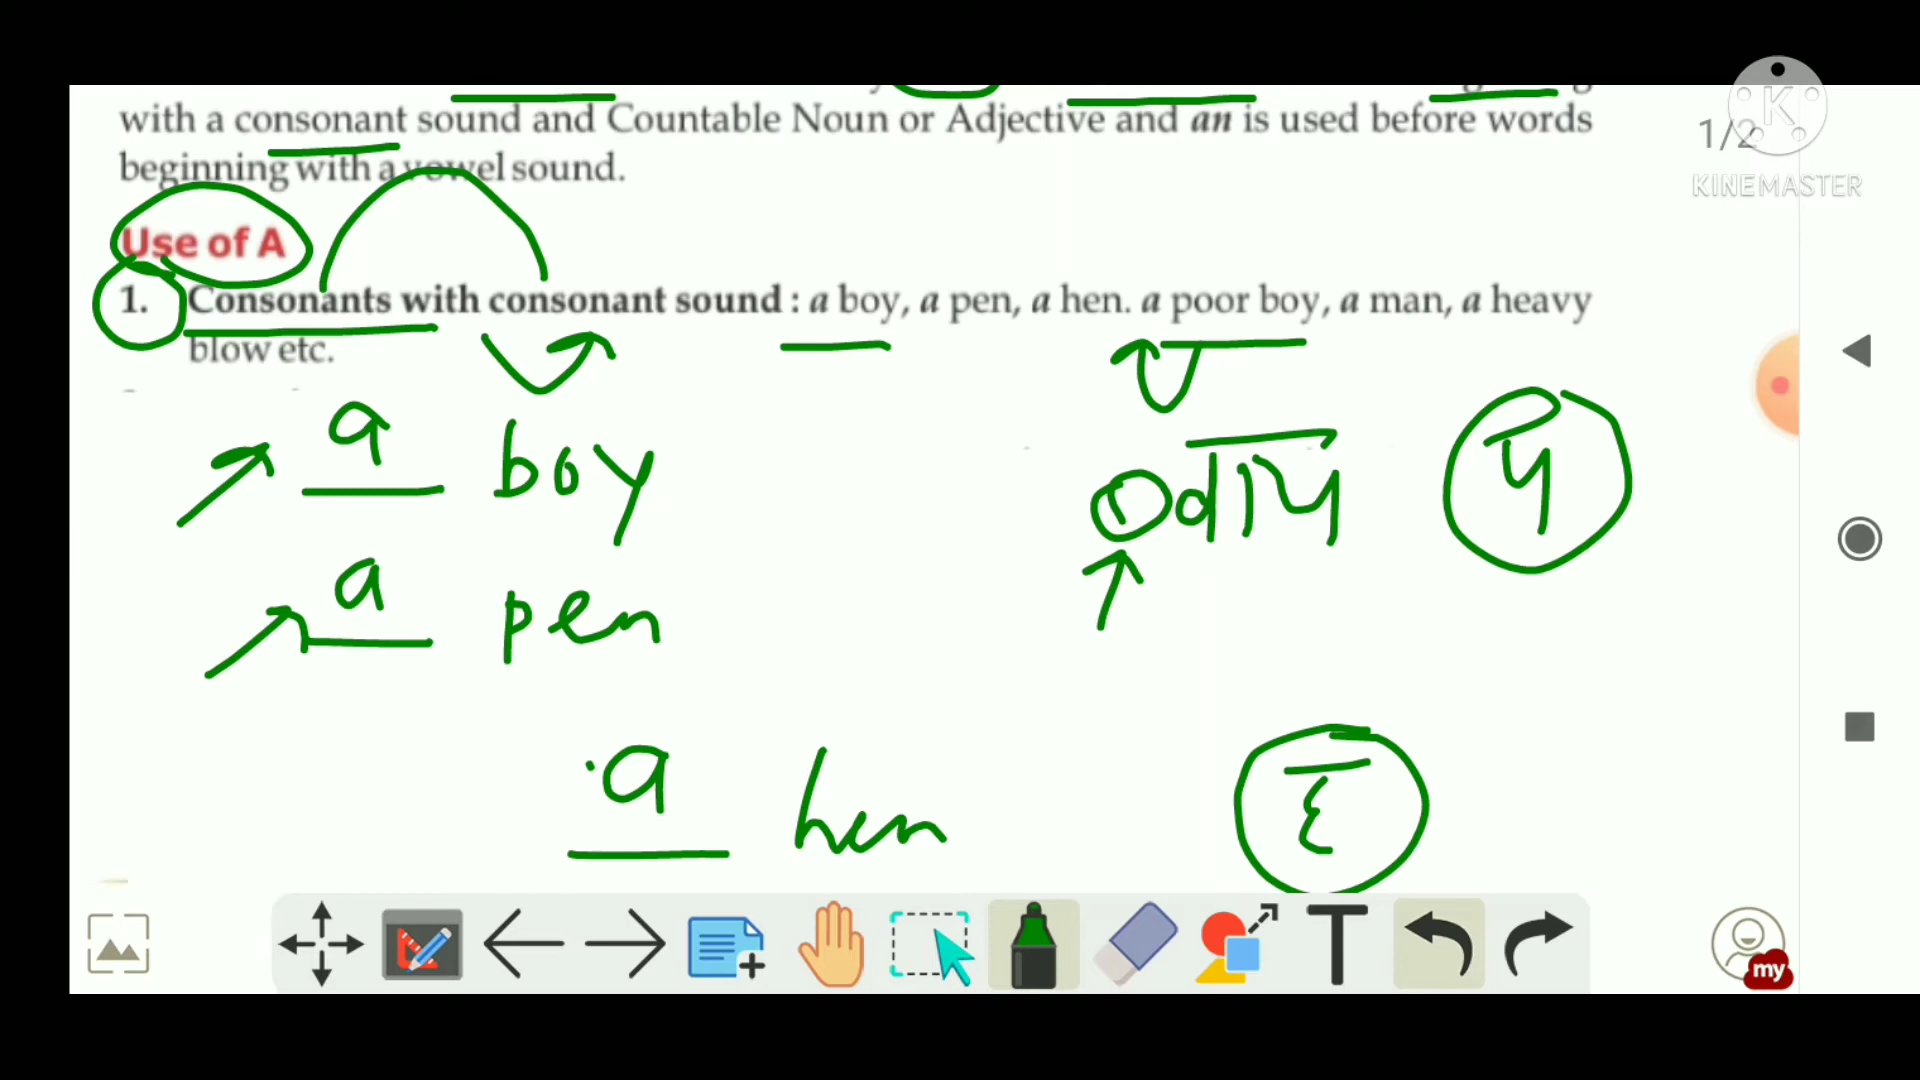 with a consonant sound and Countable Noun or Adjective and an is used before words
beginning with a vowel sound.
Use of A
1. Consonants with consonant sound : a boy, a pen, a hen. a poor boy, a man, a heavy
blow etc.
a boy
a pen
a hen
प
ह
1/2
K
KINEMASTER
T
my